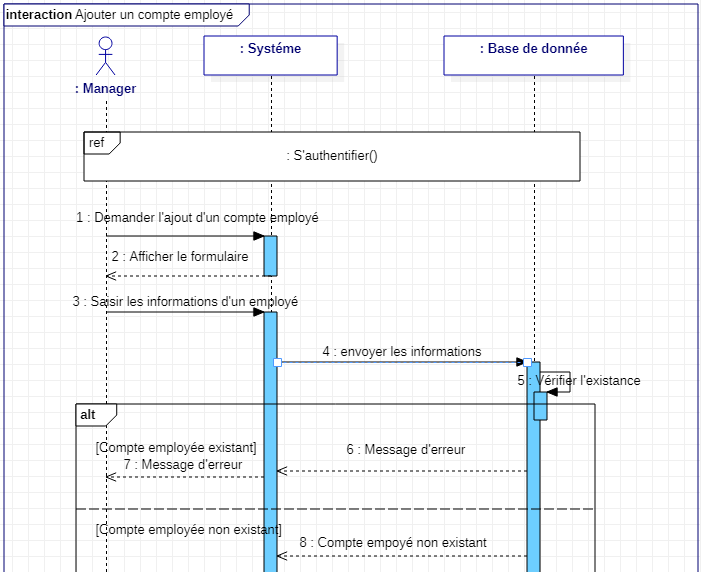 interaction Ajouter un compte employé
: Systéme
: Base de donnée
: Manager
ref
: S'authentifier()
1 : Demander l'ajout d'un compte employé
2 : Afficher le formulaire
3 : Saisir les informations d'un employé
4 : envoyer les informations
5 : Vérifier l'existance
alt
[Compte employée existant]
6 : Message d'erreur
7 : Message d'erreur
[Compte employée non existant]
8 : Compte empoyé non existant